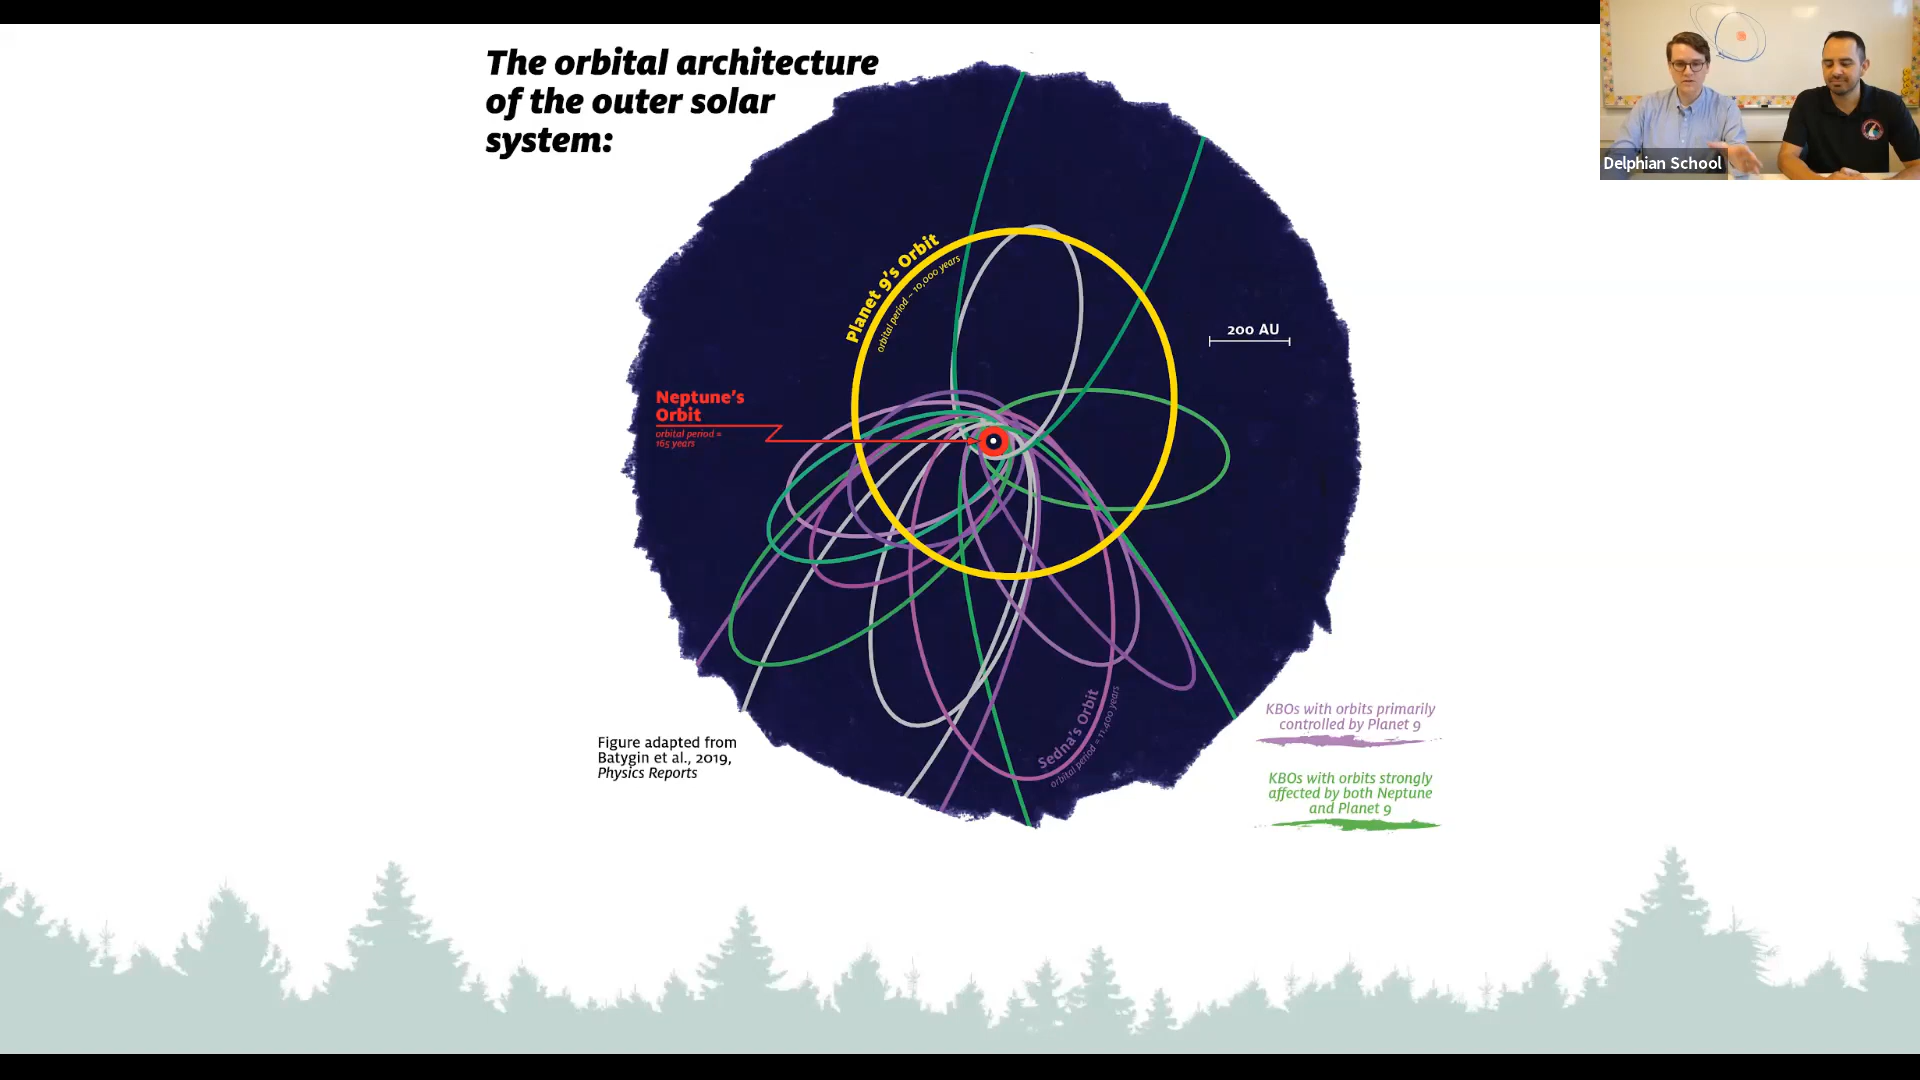 The orbital architecture
of the outer solar
system:
Delphian School
Planet 9's Orbit
orbital period ~ 10,000 years
200 AU
Neptune's
Orbit
orbital period =
165 years
Sedna's Orbit
orbital period = 11,400 years
KBOs with orbits primarily
controlled by Planet 9
Figure adapted from
Batygin et al., 2019,
Physics Reports
KBOs with orbits strongly
affected by both Neptune
and Planet 9